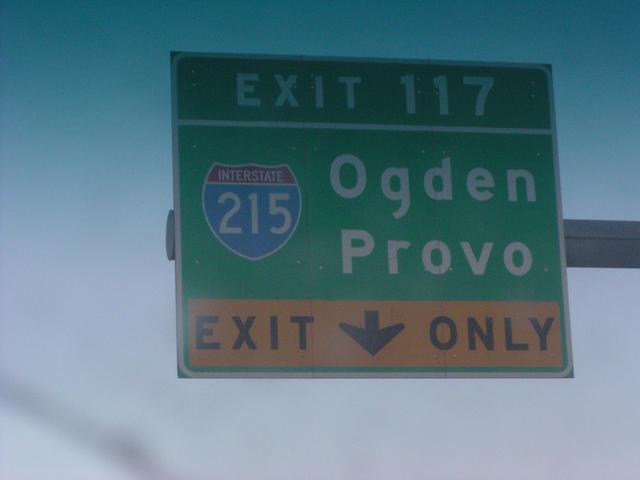 EXIT 117
INTERSTATE
215
Ogden
Provo
EXIT ONLY